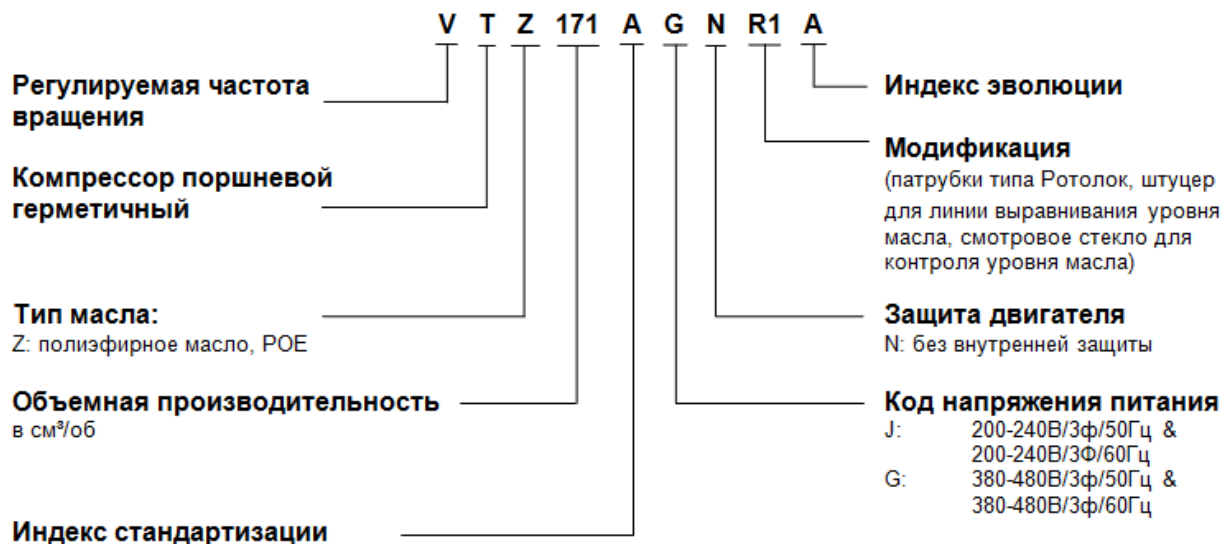 V T Z 171 A G N R1 A
Регулируемая частота
вращения
Компрессор поршневой
герметичный
Тип масла:
Z: полиэфирное масло, POE
Объемная производительность
в см³/об
Индекс стандартизации
Индекс эволюции
Модификация
(патрубки типа Ротолок, штуцер
для линии выравнивания уровня
масла, смотровое стекло для
контроля уровня масла)
Защита двигателя
N: без внутренней защиты
Код напряжения питания
J: 200-240В/3ф/50Гц &
200-240В/3Ф/60Гц
G: 380-480В/3ф/50Гц &
380-480В/3ф/60Гц